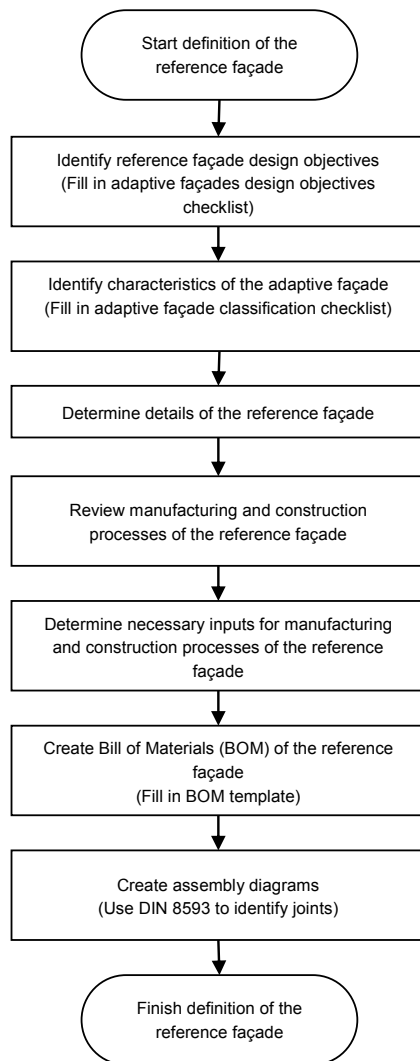 Start definition of the
reference façade
Identify reference façade design objectives
(Fill in adaptive façades design objectives
checklist)
Identify characteristics of the adaptive façade
(Fill in adaptive façade classification checklist)
Determine details of the reference façade
Review manufacturing and construction
processes of the reference façade
Determine necessary inputs for manufacturing
and construction processes of the reference
façade
Create Bill of Materials (BOM) of the reference
façade
(Fill in BOM template)
Create assembly diagrams
(Use DIN 8593 to identify joints)
Finish definition of the
reference façade